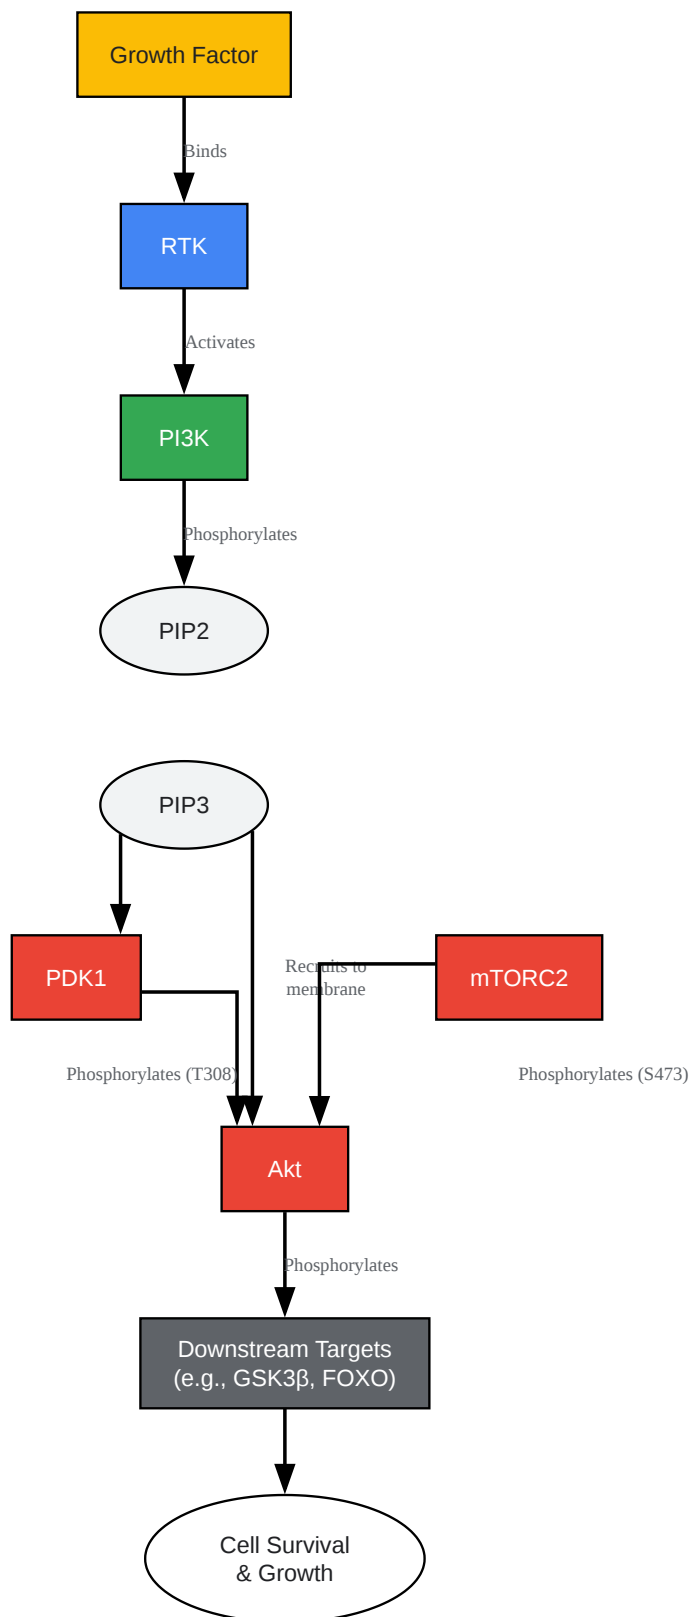 Growth Factor
Binds
RTK
Activates
PI3K
Phosphorylates
PIP2
PIP3
PDK1
Recruits to
membrane
mTORC2
Phosphorylates (T308)
Phosphorylates (S473)
Akt
Phosphorylates
Downstream Targets
(e.g., GSK3β, FOXO)
Cell Survival
& Growth